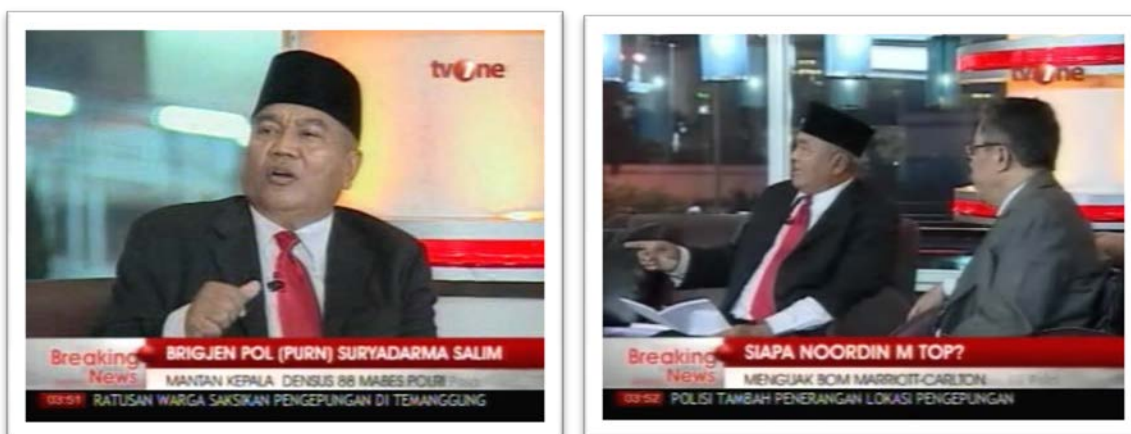 tvOne
Breaking News
BRIGJEN POL (PURN) SURYADARMA SALIM
MANTAN KEPALA DENSUS 88 MABES POLRI
03:51 RATUSAN WARGA SAKSIKAN PENGEPUNGAN DI TEMANGGUNG
tvOne
Breaking News
SIAPA NOORDIN M TOP?
MENGUAK BOM MARRIOTT-CARLTON
03:52 POLISI TAMBAH PENERANGAN LOKASI PENGEPUNGAN